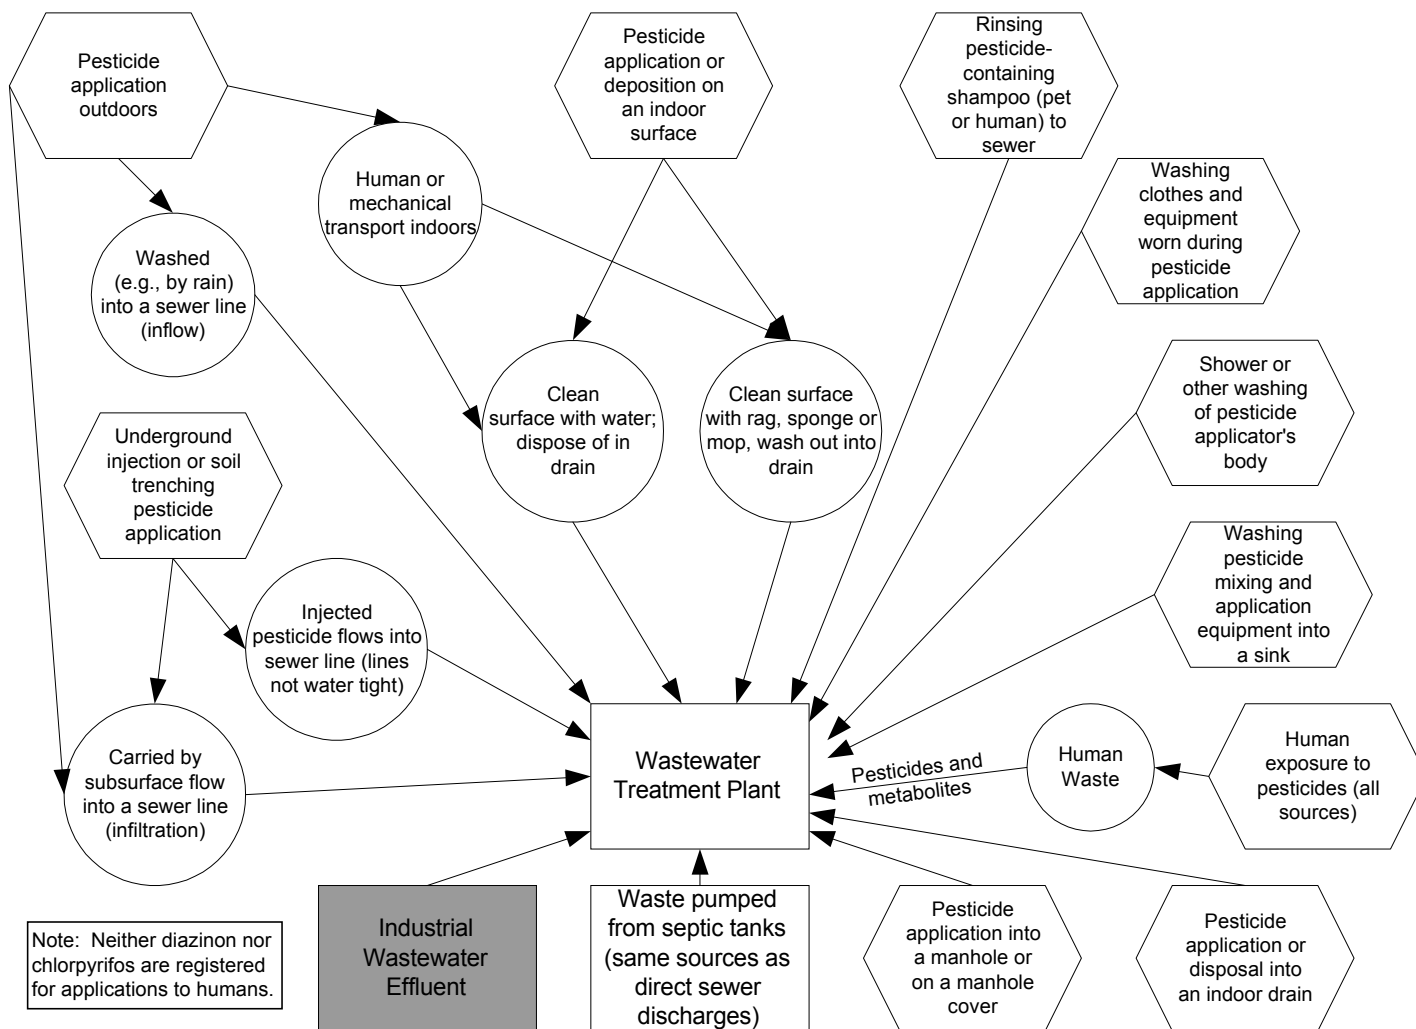 Pesticide
application
outdoors
Pesticide
application or
deposition on
an indoor
surface
Rinsing
pesticide-
containing
shampoo (pet
or human) to
sewer
Human or
mechanical
transport indoors
Washing
clothes and
equipment
worn during
pesticide
application
Washed
(e.g., by rain)
into a sewer line
(inflow)
Clean
surface with water;
dispose of in
drain
Clean surface
with rag, sponge or
mop, wash out into
drain
Shower or
other washing
of pesticide
applicator's
body
Underground
injection or soil
trenching
pesticide
application
Injected
pesticide flows into
sewer line (lines
not water tight)
Washing
pesticide
mixing and
application
equipment into
a sink
Carried by
subsurface flow
into a sewer line
(infiltration)
Wastewater
Treatment Plant
Pesticides and
metabolites
Human
Waste
Human
exposure to
pesticides (all
sources)
Note:  Neither diazinon nor
chlorpyrifos are registered
for applications to humans.
Industrial
Wastewater
Effluent
Waste pumped
from septic tanks
(same sources as
direct sewer
discharges)
Pesticide
application into
a manhole or
on a manhole
cover
Pesticide
application or
disposal into
an indoor drain